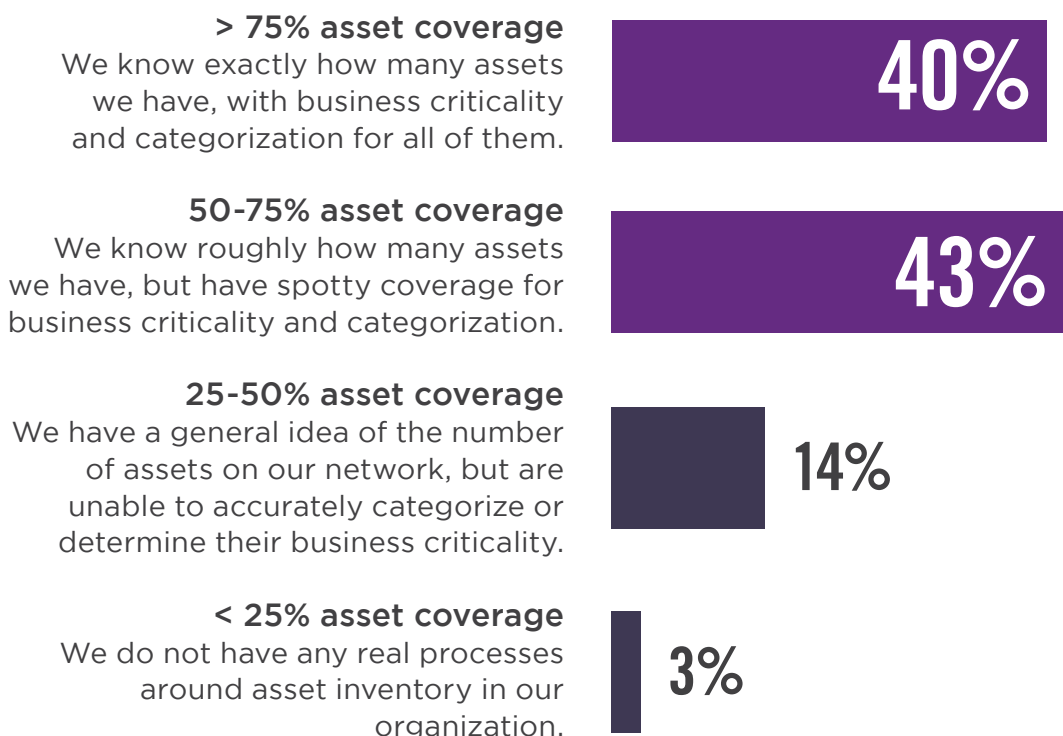 > 75% asset coverage
We know exactly how many assets
we have, with business criticality
and categorization for all of them.
40%
50-75% asset coverage
We know roughly how many assets
we have, but have spotty coverage for
business criticality and categorization.
43%
25-50% asset coverage
We have a general idea of the number
of assets on our network, but are
unable to accurately categorize or
determine their business criticality.
14%
< 25% asset coverage
We do not have any real processes
around asset inventory in our
organization.
3%